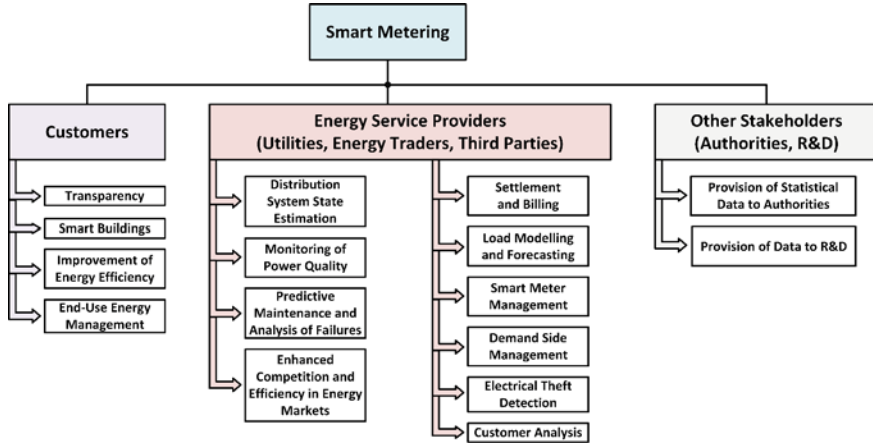 Smart Metering
Customers
Transparency
Smart Buildings
Improvement of
Energy Efficiency
End-Use Energy
Management
Energy Service Providers
(Utilities, Energy Traders, Third Parties)
Distribution
System State
Estimation
Monitoring of
Power Quality
Predictive
Maintenance and
Analysis of Failures
Enhanced
Competition and
Efficiency in Energy
Markets
Settlement
and Billing
Load Modelling
and Forecasting
Smart Meter
Management
Demand Side
Management
Electrical Theft
Detection
Customer Analysis
Other Stakeholders
(Authorities, R&D)
Provision of Statistical
Data to Authorities
Provision of Data to R&D